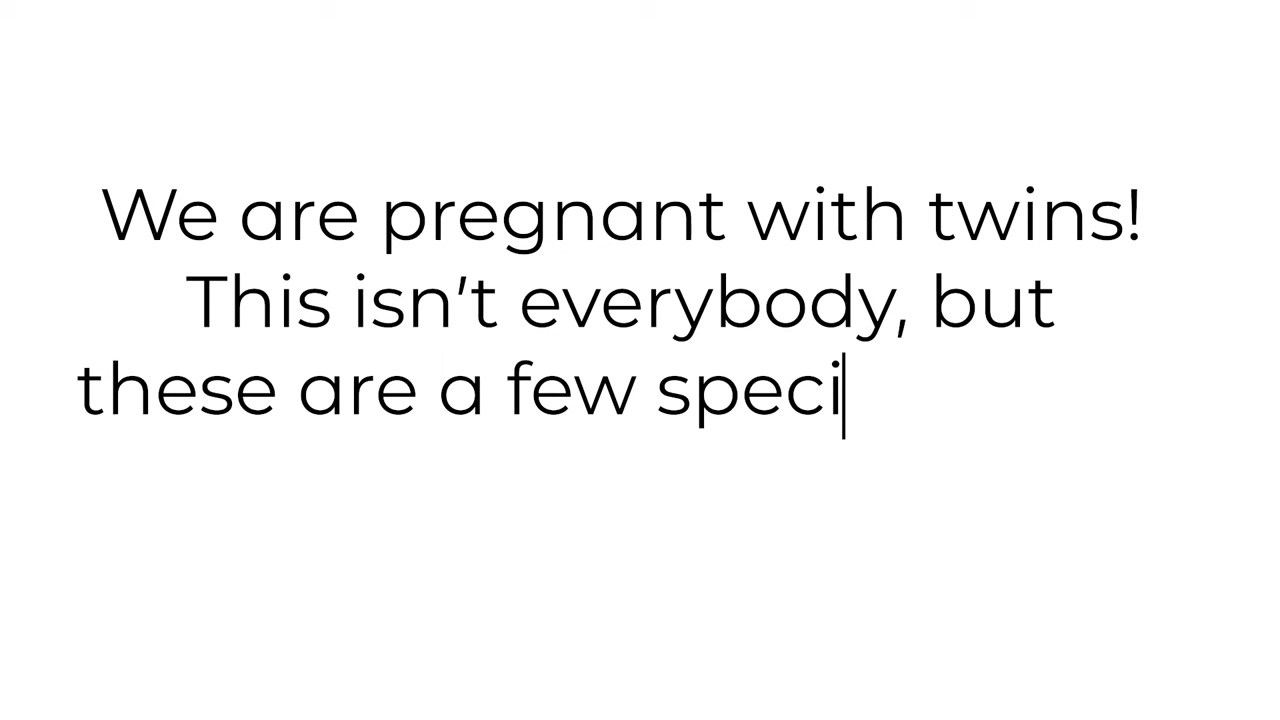 We are pregnant with twins!
This isn't everybody, but
these are a few speci